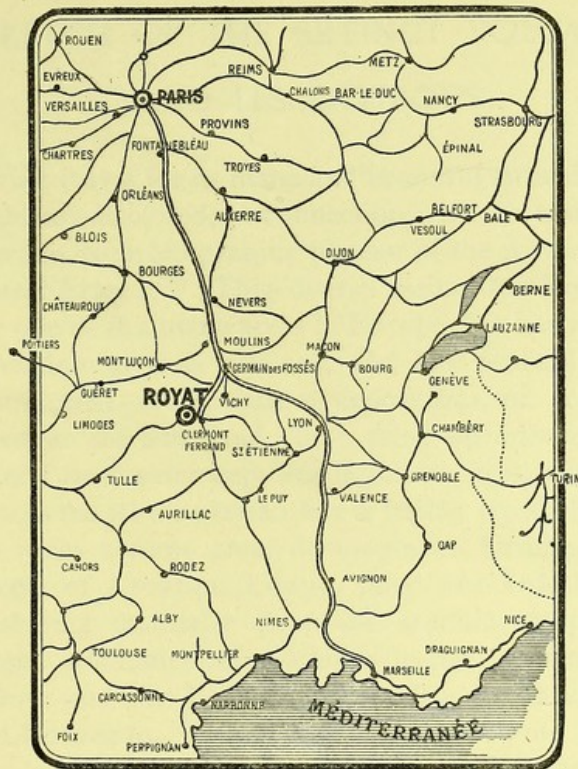 ROUEN
REIMS
METZ
EVREUX
PARIS
CHALONS
BAR-LE-DUC
NANCY
VERSAILLES
STRASBOURG
PROVINS
CHARTRES
FONTAINEBLEAU
ÉPINAL
TROYES
ORLÉANS
AUXERRE
BELFORT
BALE
VESOUL
BLOIS
DIJON
BOURGES
BERNE
CHÂTEAUROUX
NEVERS
LAUZANNE
POITIERS
MOULINS
MACON
MONTLUÇON
ST GERMAIN DES FOSSÉS
BOURG
GENÈVE
GUÉRET
ROYAT
VICHY
LIMOGES
CLERMONT
FERRAND
LYON
CHAMBÉRY
ST ÉTIENNE
TULLE
GRENOBLE
TURIN
LE PUY
VALENCE
AURILLAC
GAP
CAHORS
RODEZ
AVIGNON
ALBY
NIMES
NICE
TOULOUSE
MONTPELLIER
DRAGUIGNAN
MARSEILLE
CARCASSONNE
NARBONNE
MÉDITERRANÉE
FOIX
PERPIGNAN